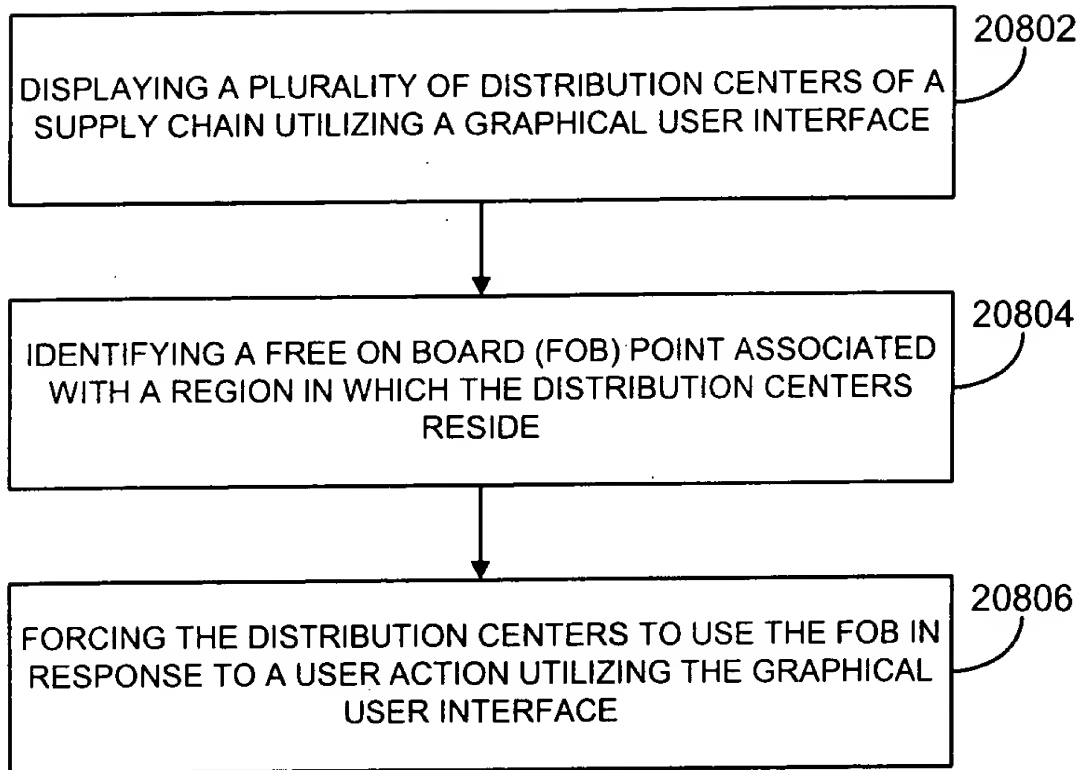 20802
DISPLAYING A PLURALITY OF DISTRIBUTION CENTERS OF A
SUPPLY CHAIN UTILIZING A GRAPHICAL USER INTERFACE
20804
IDENTIFYING A FREE ON BOARD (FOB) POINT ASSOCIATED
WITH A REGION IN WHICH THE DISTRIBUTION CENTERS
RESIDE
20806
FORCING THE DISTRIBUTION CENTERS TO USE THE FOB IN
RESPONSE TO A USER ACTION UTILIZING THE GRAPHICAL
USER INTERFACE